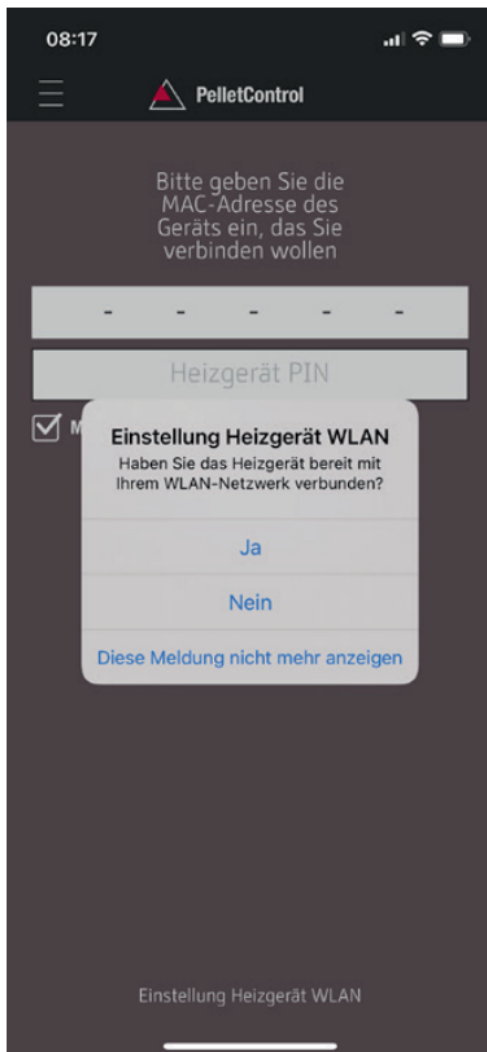 08:17
PelletControl
Bitte geben Sie die
MAC-Adresse des
Geräts ein, das Sie
verbinden wollen
- - - - -
Heizgerät PIN
M
Einstellung Heizgerät WLAN
Haben Sie das Heizgerät bereit mit
Ihrem WLAN-Netzwerk verbunden?
Ja
Nein
Diese Meldung nicht mehr anzeigen
Einstellung Heizgerät WLAN